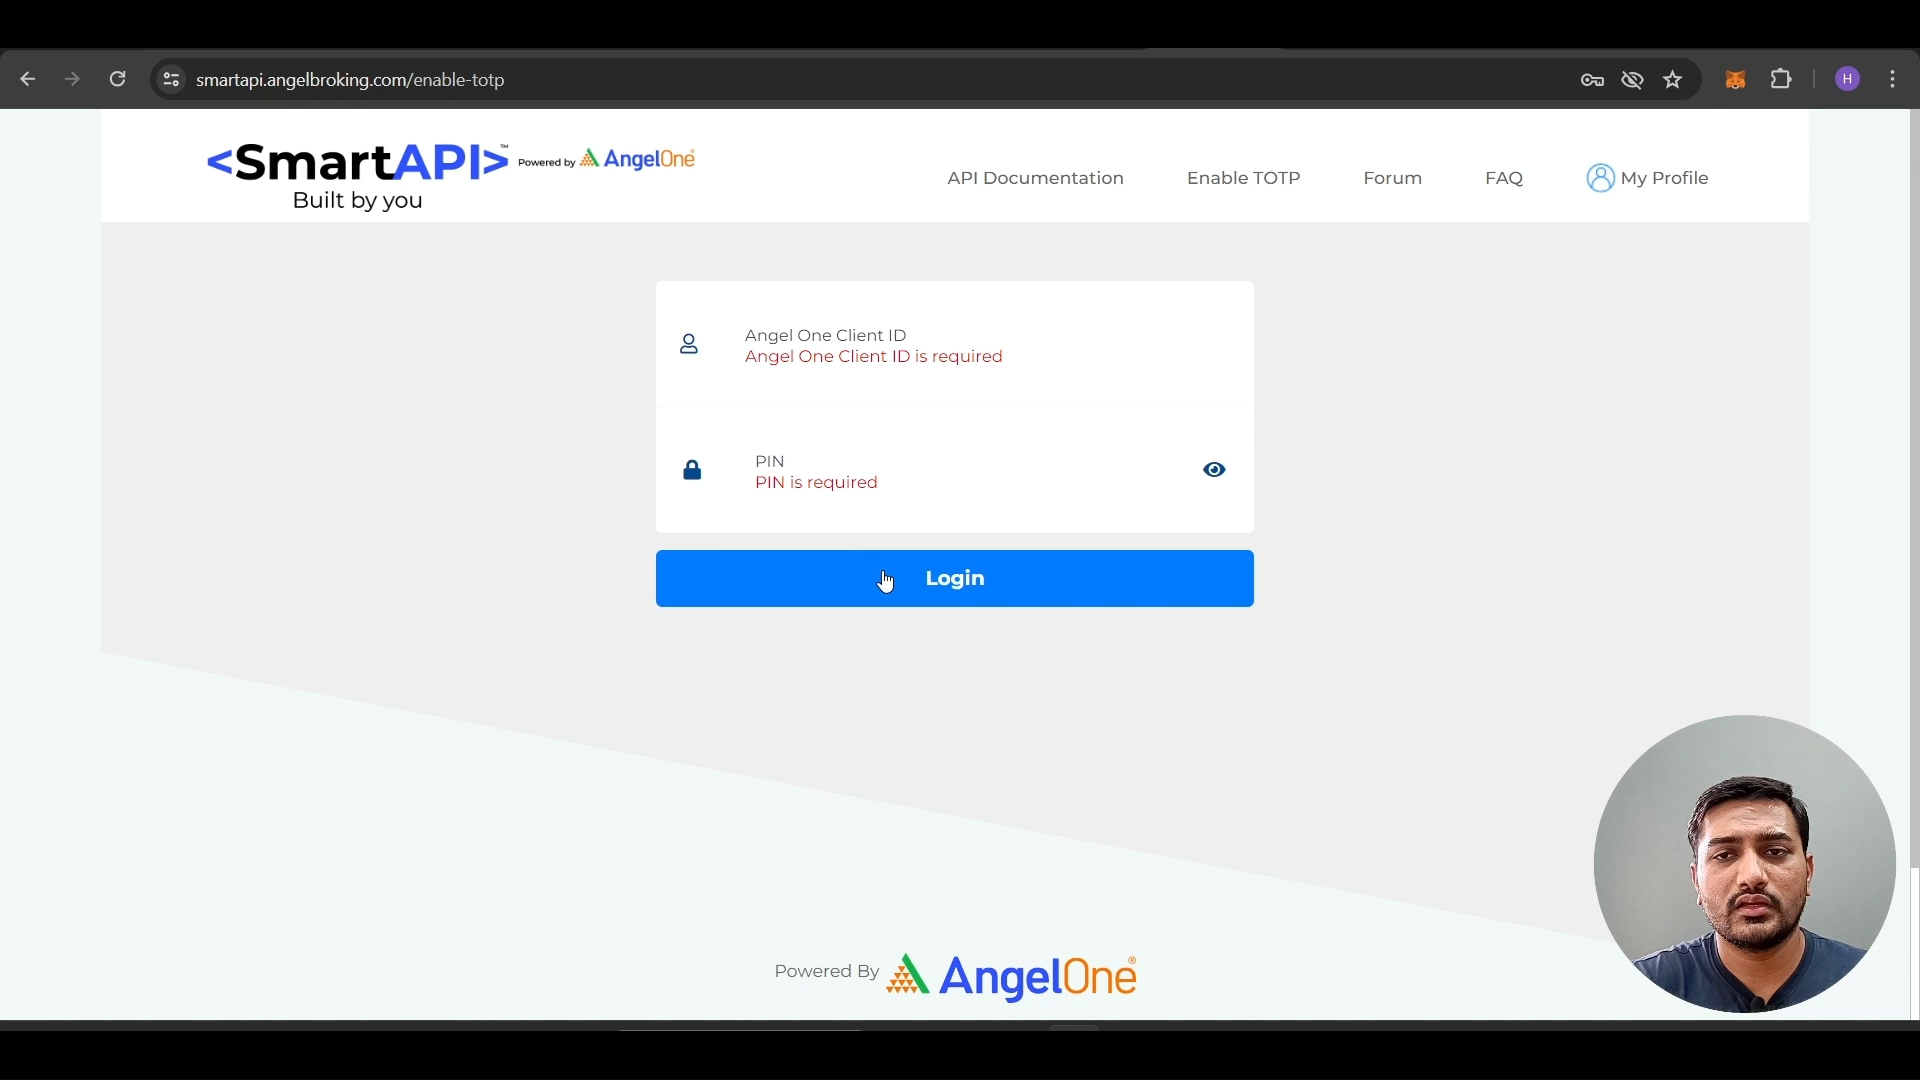 smartapi.angelbroking.com/enable-totp
H
<SmartAPI>™ Powered by AngelOne
Built by you
API Documentation Enable TOTP Forum FAQ My Profile
Angel One Client ID
Angel One Client ID is required
PIN
PIN is required
Login
Powered By AngelOne®